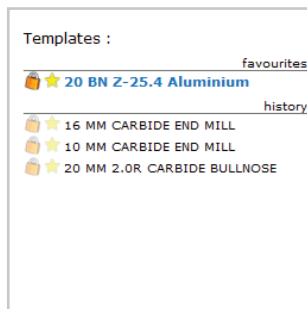 Templates :
favourites
20 BN Z-25.4 Aluminium
history
16 MM CARBIDE END MILL
10 MM CARBIDE END MILL
20 MM 2.0R CARBIDE BULLNOSE